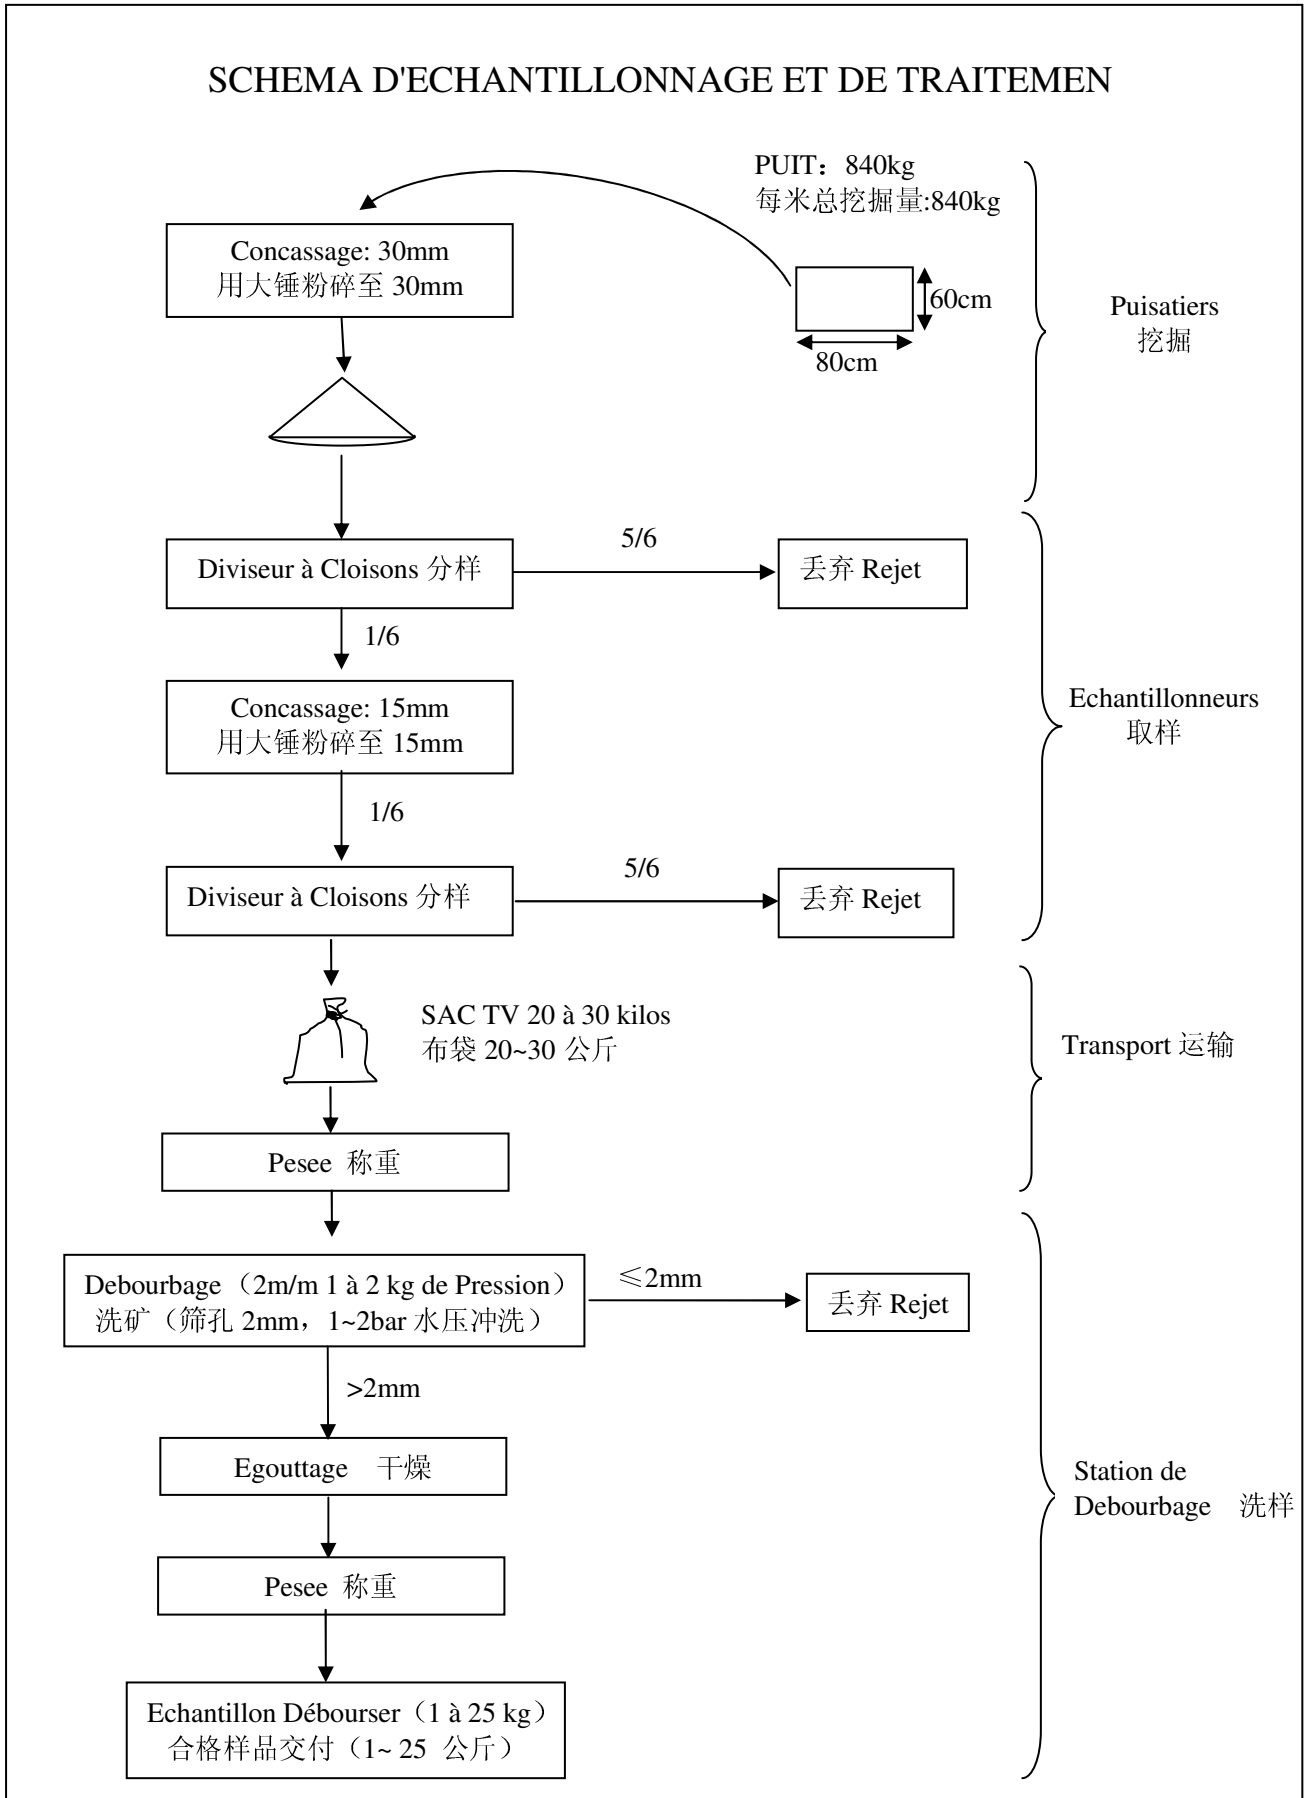 SCHEMA D'ECHANTILLONNAGE ET DE TRAITEMEN
PUIT：840kg
每米总挖掘量:840kg
Concassage: 30mm
用大锤粉碎至 30mm
60cm
80cm
Puisatiers
挖掘
5/6
Diviseur à Cloisons 分样
丢弃 Rejet
1/6
Concassage: 15mm
用大锤粉碎至 15mm
Echantillonneurs
取样
1/6
5/6
Diviseur à Cloisons 分样
丢弃 Rejet
SAC TV 20 à 30 kilos
布袋 20~30 公斤
Transport 运输
Pesee 称重
Debourbage（2m/m 1 à 2 kg de Pression）
洗矿（筛孔 2mm，1~2bar 水压冲洗）
≤2mm
丢弃 Rejet
>2mm
Egouttage 干燥
Station de
Debourbage 洗样
Pesee 称重
Echantillon Débourser（1 à 25 kg）
合格样品交付（1~ 25 公斤）